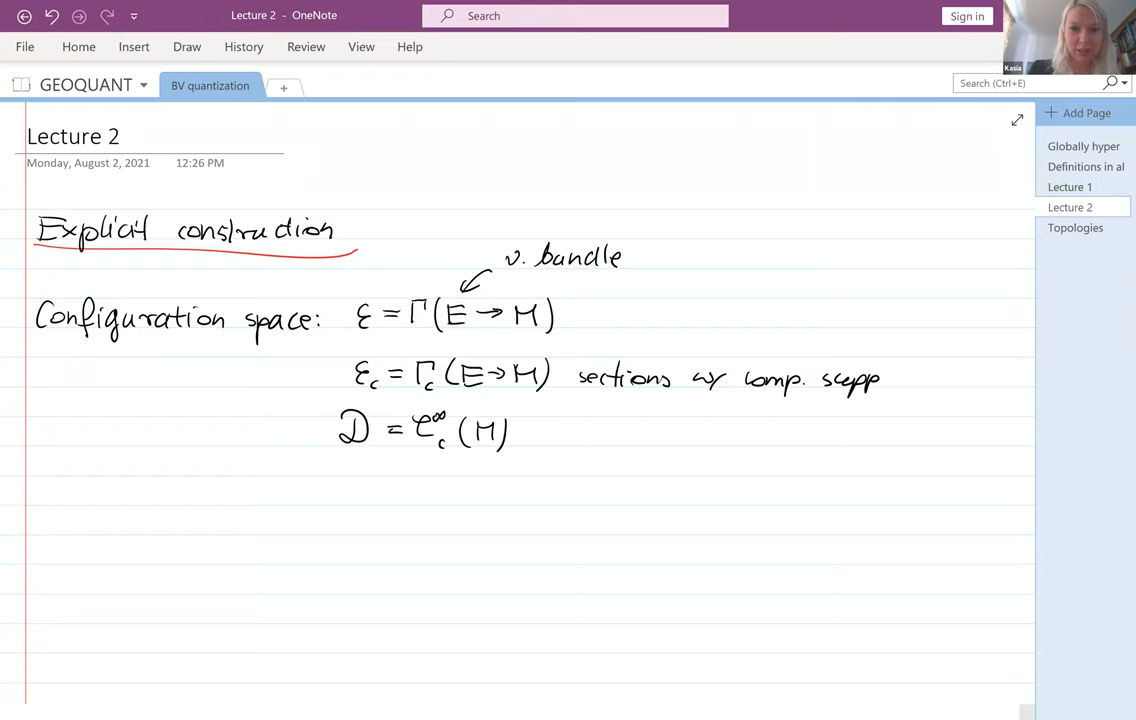 Lecture 2 - OneNote
Search
Sign in
File Home Insert Draw History Review View Help
Kasia
GEOQUANT
BV quantization
Search (Ctrl+E)
Add Page
Globally hyper
Definitions in al
Lecture 1
Lecture 2
Topologies
Lecture 2
Monday, August 2, 2021 12:26 PM
Explicit construction
v. bundle
Configuration space: ℰ = Γ(E → M)
ℰ_c = Γ_c (E → M) sections w/ comp. supp
𝒟 = 𝒞^∞_c (M)